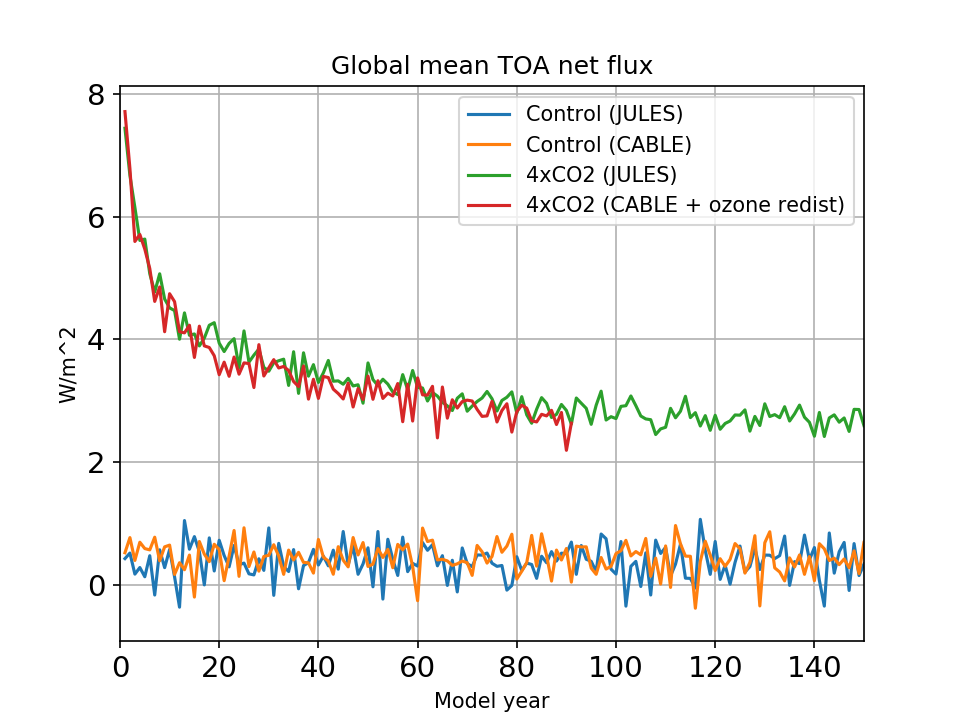 Global mean TOA net flux
8
6
4
2
0
W/m^2
Control (JULES)
Control (CABLE)
4xCO2 (JULES)
4xCO2 (CABLE + ozone redist)
0 20 40 60 80 100 120 140
Model year